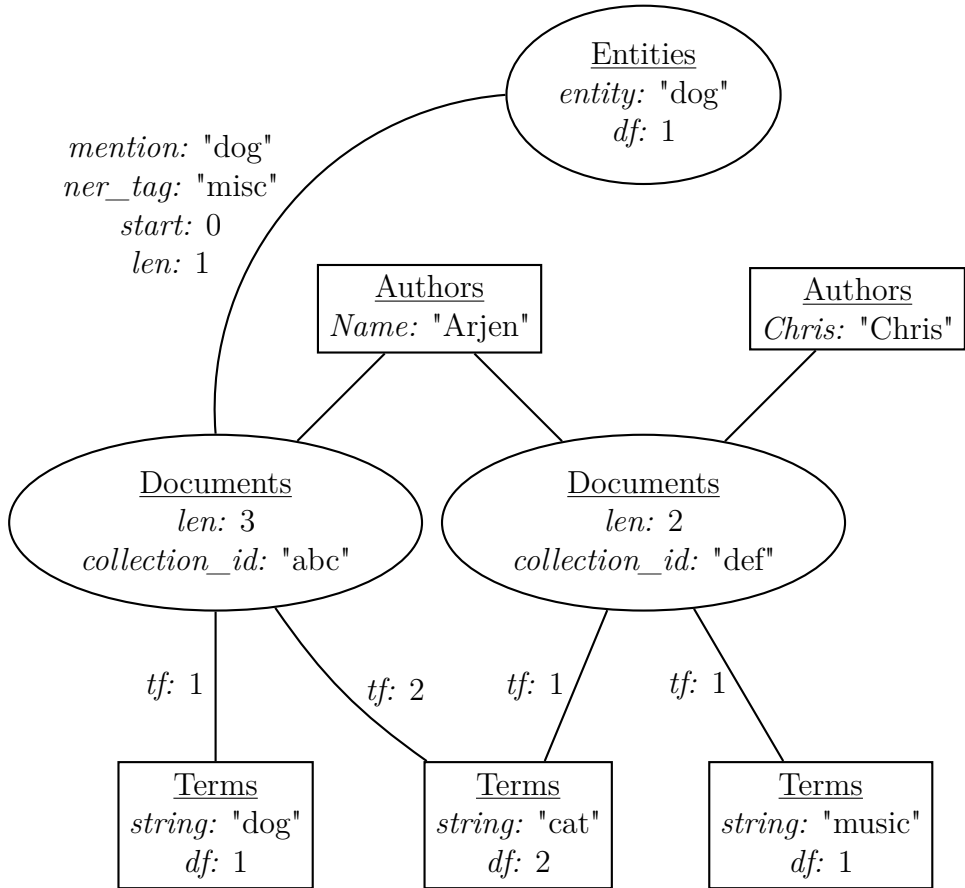 Entities
entity: "dog"
df: 1
mention: "dog"
ner_tag: "misc"
start: 0
len: 1
Authors
Name: "Arjen"
Authors
Chris: "Chris"
Documents
len: 3
collection_id: "abc"
Documents
len: 2
collection_id: "def"
tf: 1
tf: 2
tf: 1
tf: 1
Terms
string: "dog"
df: 1
Terms
string: "cat"
df: 2
Terms
string: "music"
df: 1